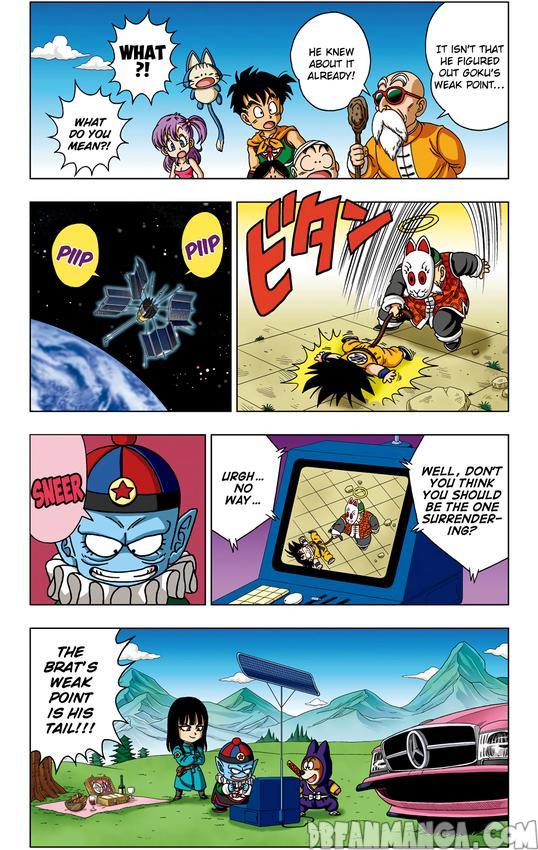 IT ISN'T THAT
HE FIGURED
OUT GOKU'S
WEAK POINT...
HE KNEW
ABOUT IT
ALREADY!
WHAT
?!
WHAT
DO YOU
MEAN?!
PIIP
PIIP
ビタン
SNEER
URGH...
NO
WAY...
WELL, DON'T
YOU THINK
YOU SHOULD
BE THE ONE
SURRENDER-
ING?
THE
BRAT'S
WEAK
POINT
IS HIS
TAIL!!!
DBFANMANGA.COM